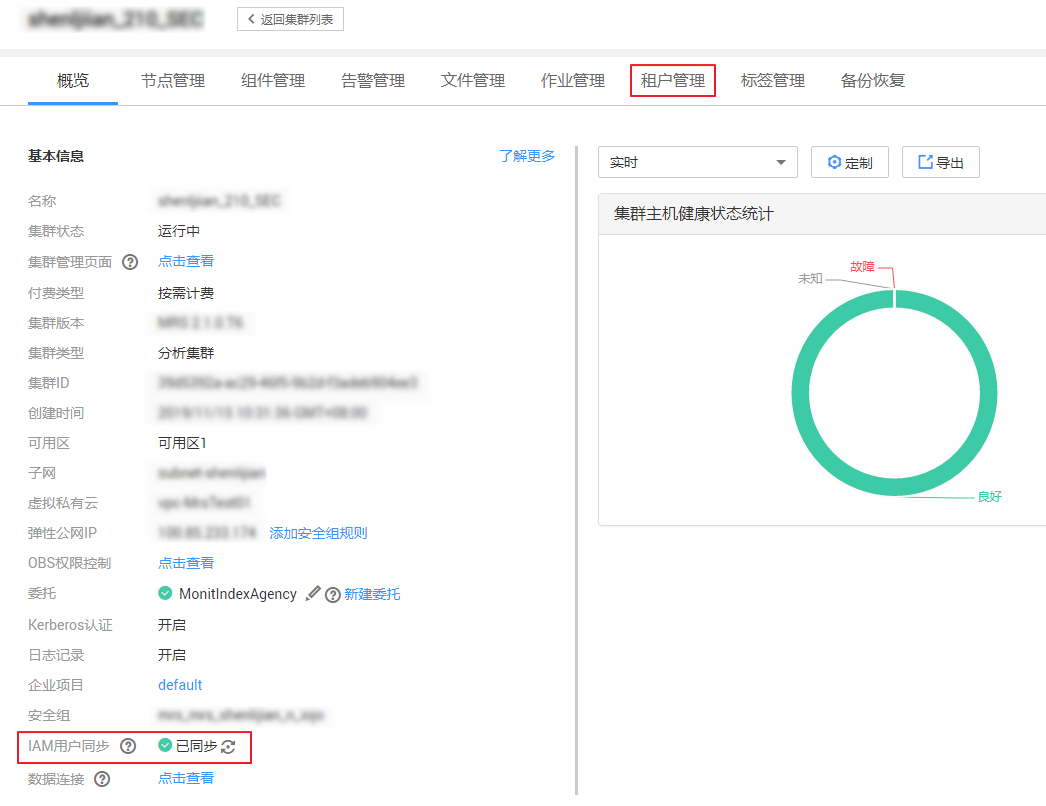 返回集群列表
概览 节点管理 组件管理 告警管理 文件管理 作业管理 租户管理 标签管理 备份恢复
基本信息 了解更多
名称
集群状态 运行中
集群管理页面 点击查看
付费类型 按需计费
集群版本
集群类型 分析集群
集群ID
创建时间
可用区 可用区1
子网
虚拟私有云
弹性公网IP 添加安全组规则
OBS权限控制 点击查看
委托 MonitIndexAgency 新建委托
Kerberos认证 开启
日志记录 开启
企业项目 default
安全组
IAM用户同步 已同步
数据连接 点击查看
实时 定制 导出
集群主机健康状态统计
故障
未知
良好